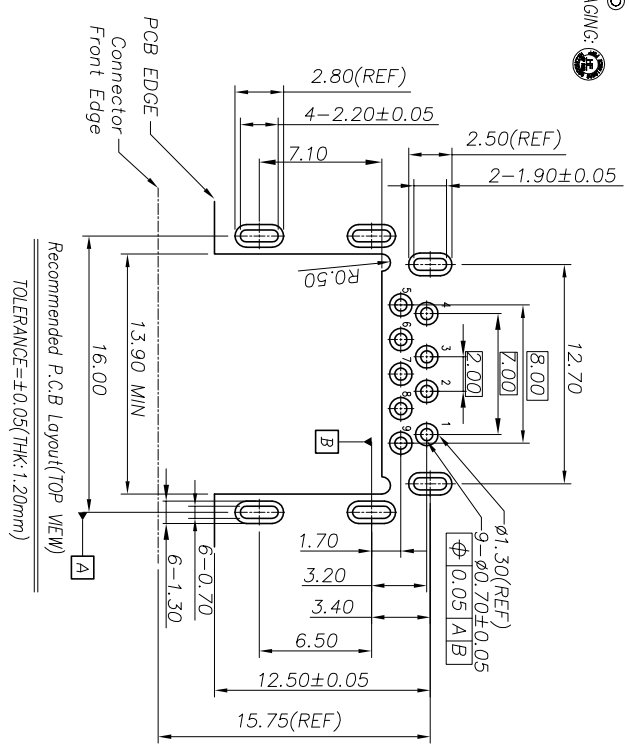 AGING:
2.80(REF)
4-2.20±0.05
7.10
2.50(REF)
2-1.90±0.05
PCB EDGE
Connector
Front Edge
R0.50
5
6
7
8
9
4
3
2
1
2.00
7.00
8.00
12.70
13.90 MIN
16.00
B
A
Recommended P.C.B Layout(TOP VIEW)
TOLERANCE=±0.05(THK:1.20mm)
ø1.30(REF)
9-ø0.70±0.05
⌖ 0.05 A B
6-0.70
6-1.30
1.70
3.20
3.40
6.50
12.50±0.05
15.75(REF)